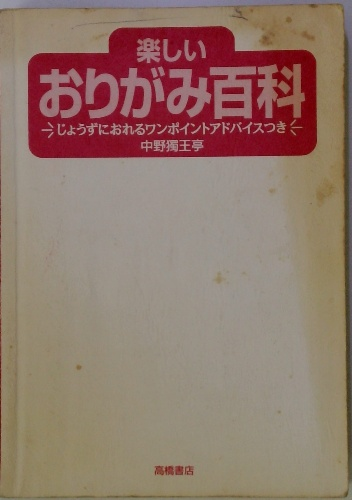 楽しい
おりがみ百科
じょうずにおれるワンポイントアドバイスつき
中野獨王亭
高橋書店